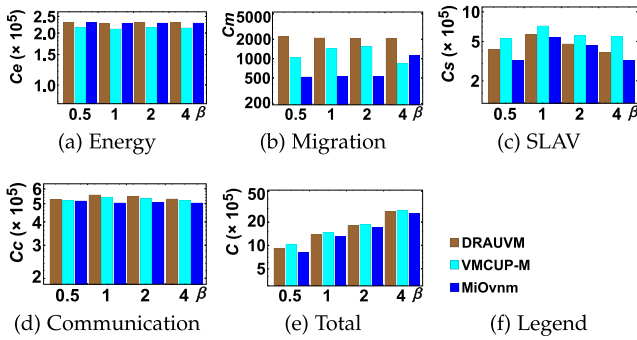 Ce (× 10⁵)
2.5
2.0
1.5
1.0
0.5 1 2 4 β
(a) Energy
Cm
5000
2000
1000
500
200
0.5 1 2 4 β
(b) Migration
Cs (× 10⁵)
10
5
2
0.5 1 2 4 β
(c) SLAV
Cc (× 10⁵)
6
5
4
3
2
0.5 1 2 4 β
(d) Communication
C (× 10⁵)
50
20
10
5
0.5 1 2 4 β
(e) Total
DRAUVM
VMCUP-M
MiOvnm
(f) Legend